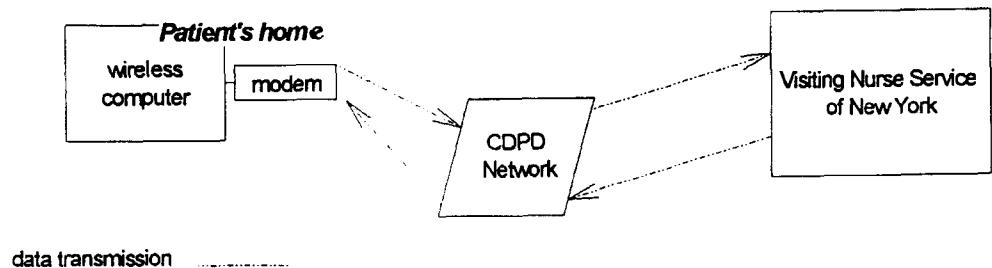 Patient's home
wireless
computer
modem
CDPD
Network
Visiting Nurse Service
of New York
data transmission